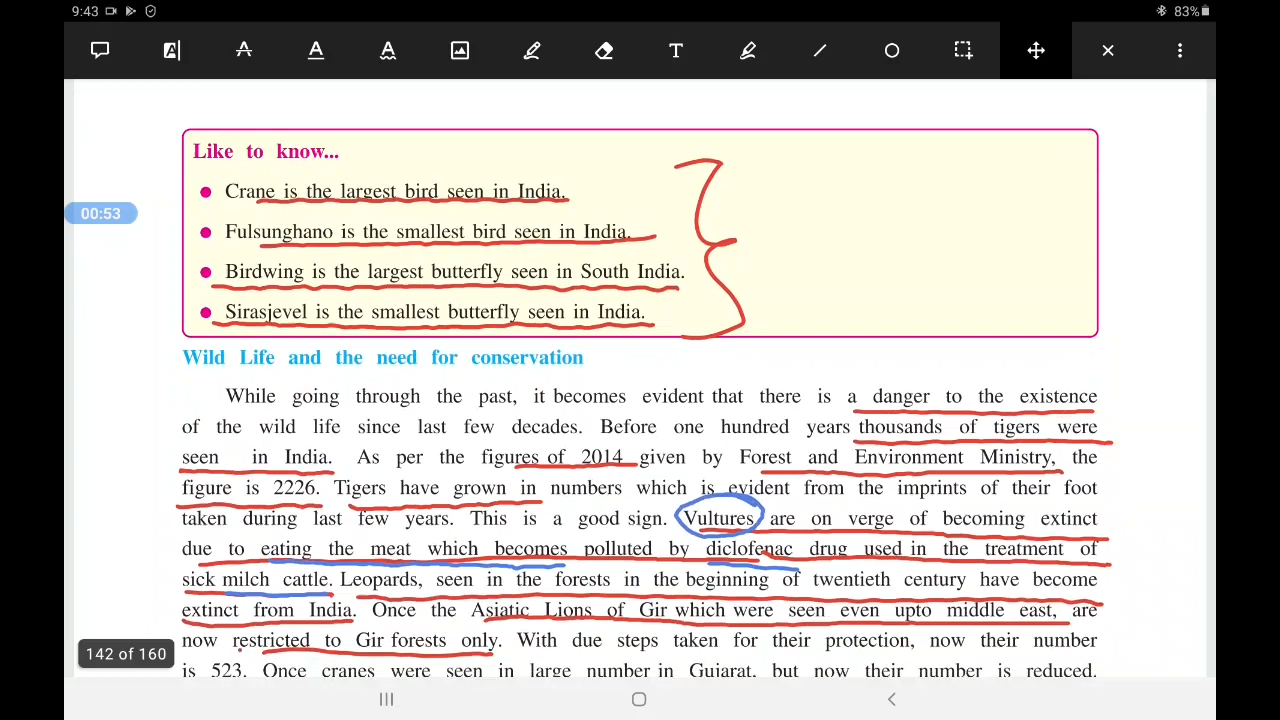 9:43
83%
00:53
Like to know...
Crane is the largest bird seen in India.
Fulsunghano is the smallest bird seen in India.
Birdwing is the largest butterfly seen in South India.
Sirasjevel is the smallest butterfly seen in India.
Wild Life and the need for conservation
While going through the past, it becomes evident that there is a danger to the existence
of the wild life since last few decades. Before one hundred years thousands of tigers were
seen in India. As per the figures of 2014 given by Forest and Environment Ministry, the
figure is 2226. Tigers have grown in numbers which is evident from the imprints of their foot
taken during last few years. This is a good sign. Vultures are on verge of becoming extinct
due to eating the meat which becomes polluted by diclofenac drug used in the treatment of
sick milch cattle. Leopards, seen in the forests in the beginning of twentieth century have become
extinct from India. Once the Asiatic Lions of Gir which were seen even upto middle east, are
now restricted to Gir forests only. With due steps taken for their protection, now their number
is 523. Once cranes were seen in large number in Gujarat, but now their number is reduced.
142 of 160